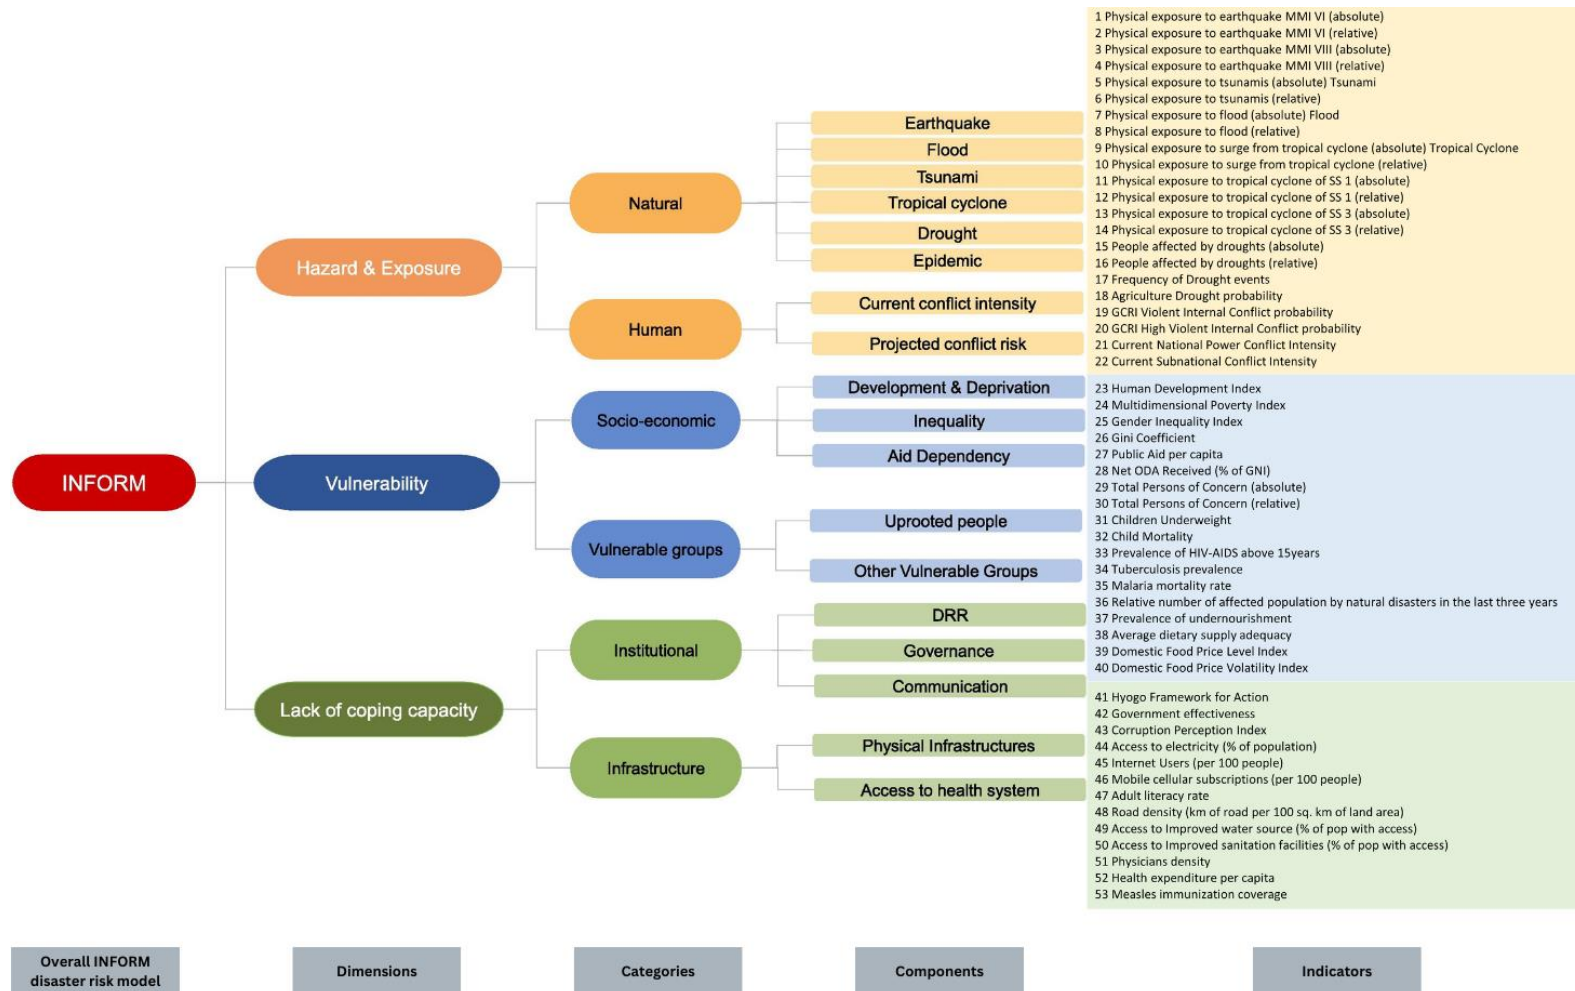 INFORM
Hazard & Exposure
Vulnerability
Lack of coping capacity
Natural
Human
Socio-economic
Vulnerable groups
Institutional
Infrastructure
Earthquake
Flood
Tsunami
Tropical cyclone
Drought
Epidemic
Current conflict intensity
Projected conflict risk
Development & Deprivation
Inequality
Aid Dependency
Uprooted people
Other Vulnerable Groups
DRR
Governance
Communication
Physical Infrastructures
Access to health system
1 Physical exposure to earthquake MMI VI (absolute)
2 Physical exposure to earthquake MMI VI (relative)
3 Physical exposure to earthquake MMI VIII (absolute)
4 Physical exposure to earthquake MMI VIII (relative)
5 Physical exposure to tsunamis (absolute) Tsunami
6 Physical exposure to tsunamis (relative)
7 Physical exposure to flood (absolute) Flood
8 Physical exposure to flood (relative)
9 Physical exposure to surge from tropical cyclone (absolute) Tropical Cyclone
10 Physical exposure to surge from tropical cyclone (relative)
11 Physical exposure to tropical cyclone of SS 1 (absolute)
12 Physical exposure to tropical cyclone of SS 1 (relative)
13 Physical exposure to tropical cyclone of SS 3 (absolute)
14 Physical exposure to tropical cyclone of SS 3 (relative)
15 People affected by droughts (absolute)
16 People affected by droughts (relative)
17 Frequency of Drought events
18 Agriculture Drought probability
19 GCRI Violent Internal Conflict probability
20 GCRI High Violent Internal Conflict probability
21 Current National Power Conflict Intensity
22 Current Subnational Conflict Intensity
23 Human Development Index
24 Multidimensional Poverty Index
25 Gender Inequality Index
26 Gini Coefficient
27 Public Aid per capita
28 Net ODA Received (% of GNI)
29 Total Persons of Concern (absolute)
30 Total Persons of Concern (relative)
31 Children Underweight
32 Child Mortality
33 Prevalence of HIV-AIDS above 15years
34 Tuberculosis prevalence
35 Malaria mortality rate
36 Relative number of affected population by natural disasters in the last three years
37 Prevalence of undernourishment
38 Average dietary supply adequacy
39 Domestic Food Price Level Index
40 Domestic Food Price Volatility Index
41 Hyogo Framework for Action
42 Government effectiveness
43 Corruption Perception Index
44 Access to electricity (% of population)
45 Internet Users (per 100 people)
46 Mobile cellular subscriptions (per 100 people)
47 Adult literacy rate
48 Road density (km of road per 100 sq. km of land area)
49 Access to Improved water source (% of pop with access)
50 Access to Improved sanitation facilities (% of pop with access)
51 Physicians density
52 Health expenditure per capita
53 Measles immunization coverage
Overall INFORM
disaster risk model
Dimensions
Categories
Components
Indicators